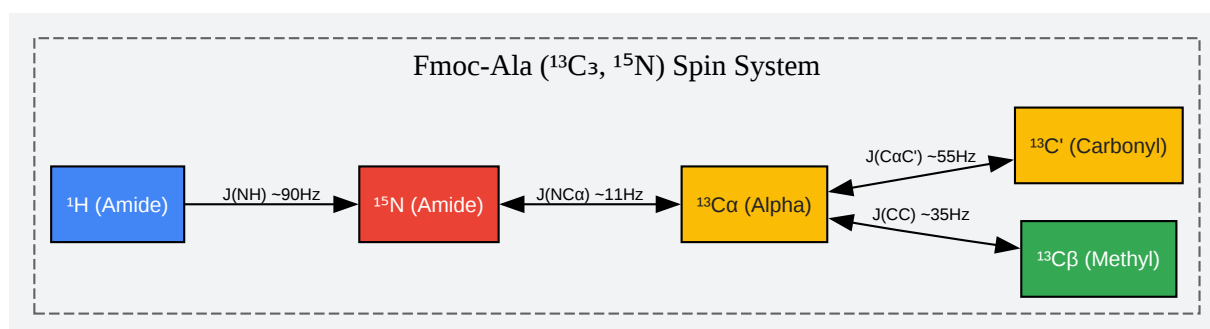 Fmoc-Ala (¹³C₃, ¹⁵N) Spin System
¹H (Amide)
J(NH) ~90Hz
¹⁵N (Amide)
J(NCα) ~11Hz
¹³Cα (Alpha)
J(CαC') ~55Hz
¹³C' (Carbonyl)
J(CC) ~35Hz
¹³Cβ (Methyl)